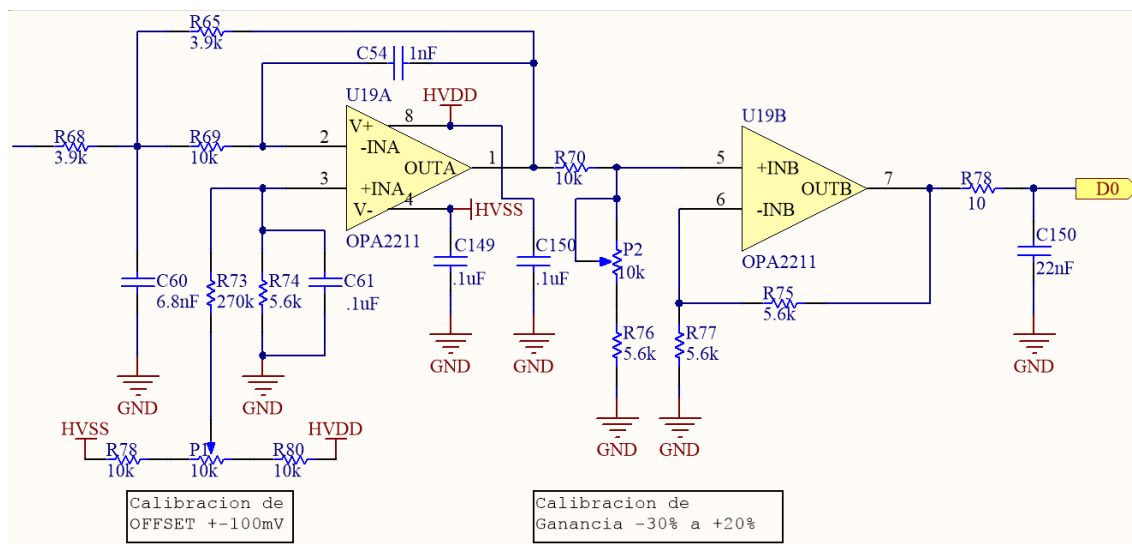 R65
3.9k
C54
1nF
U19A
HVDD
8
V+
R68
3.9k
R69
10k
2
-INA
OUTA
1
3
+INA
V-
4
HVSS
OPA2211
R70
10k
U19B
5
+INB
OUTB
7
6
-INB
OPA2211
R78
10
D0
C60
6.8nF
R73
270k
R74
5.6k
C61
.1uF
C149
.1uF
C150
.1uF
P2
10k
R75
5.6k
R76
5.6k
R77
5.6k
C150
22nF
GND
GND
GND
GND
GND
GND
GND
HVSS
R78
10k
P1
10k
R80
10k
HVDD
Calibracion de
OFFSET +-100mV
Calibracion de
Ganancia -30% a +20%